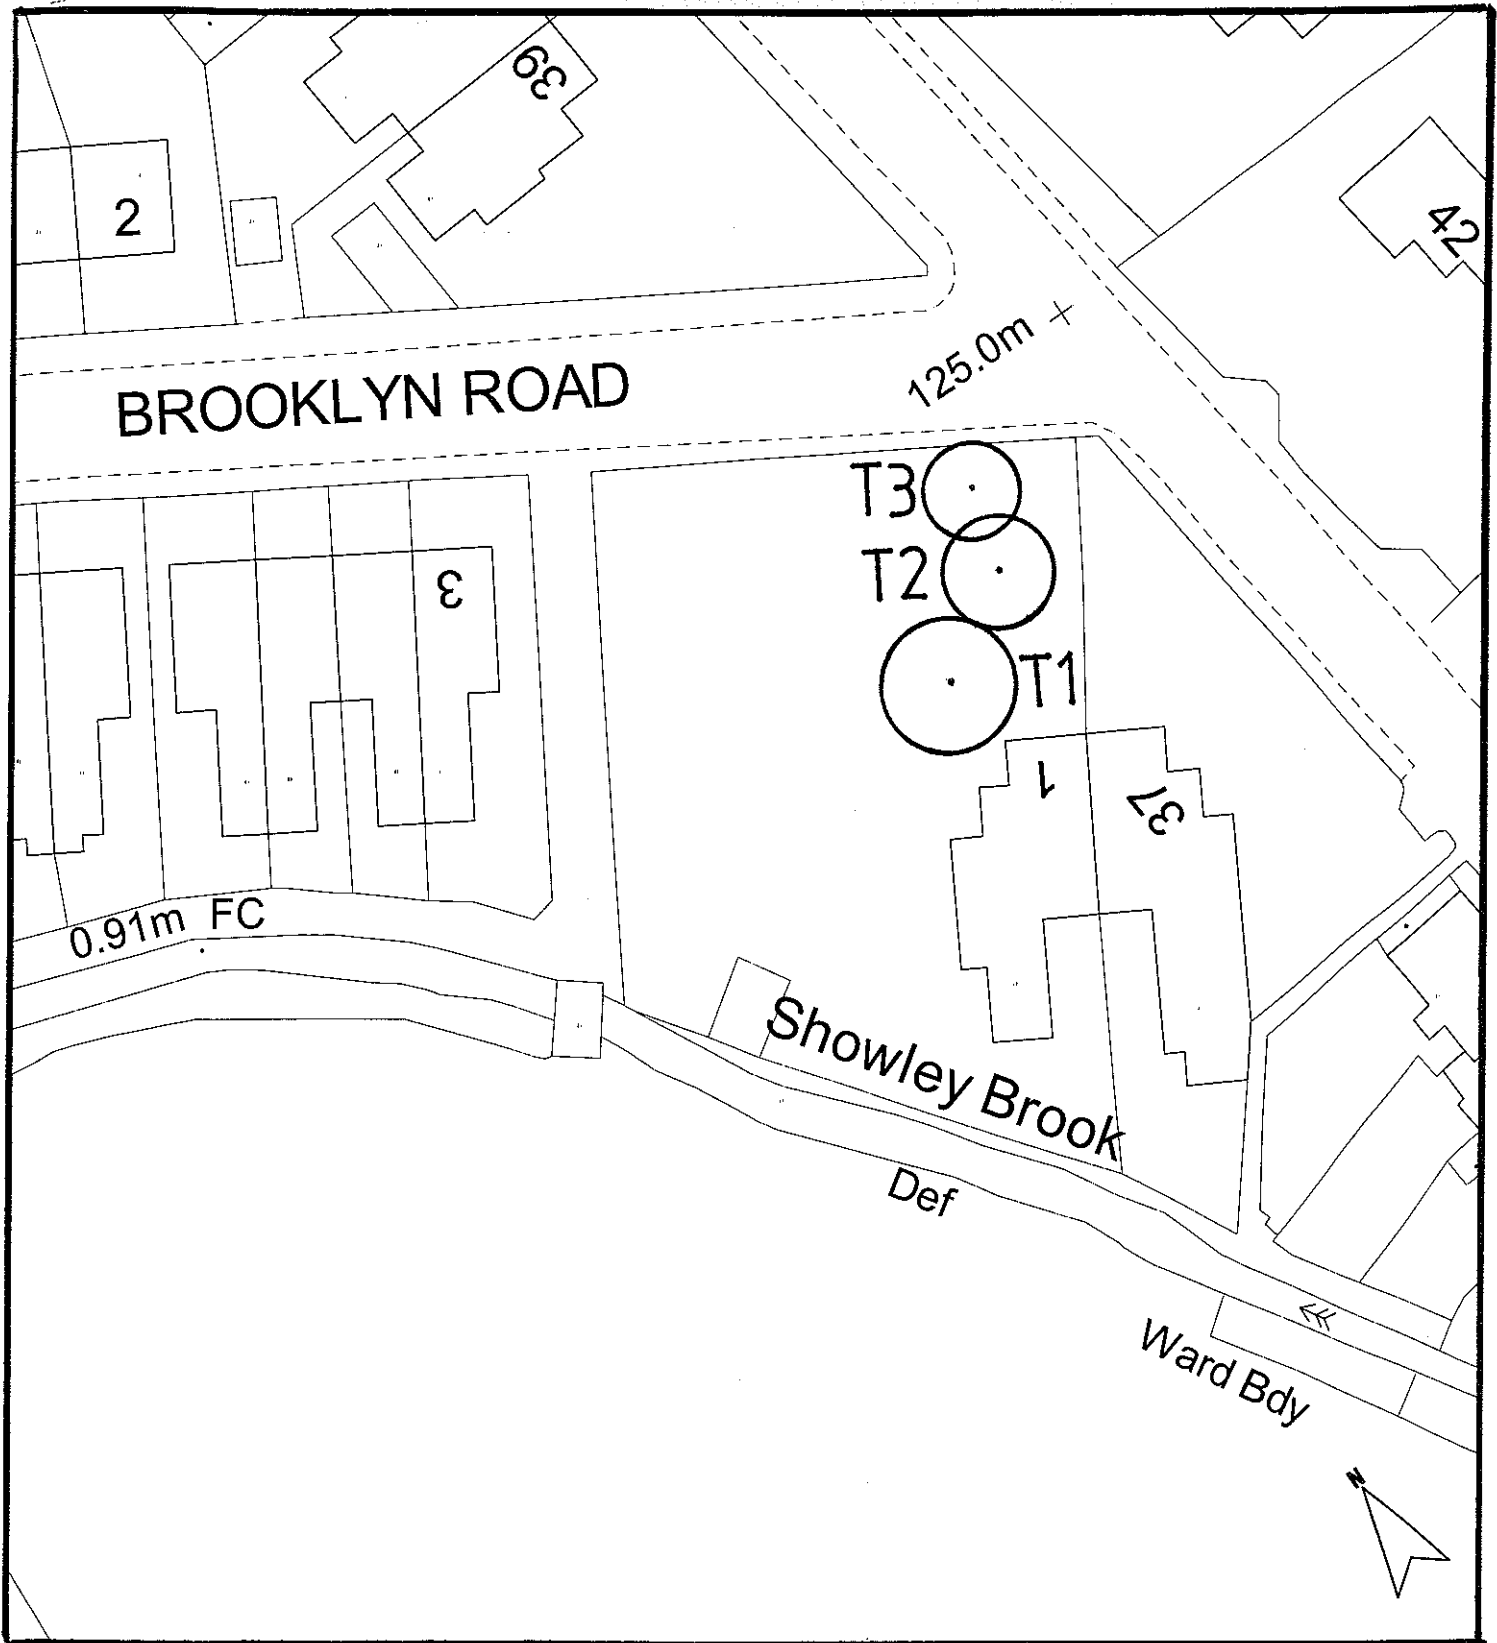 39
2
42
125.0m
BROOKLYN ROAD
T3
T2
3
T1
1
37
0.91m FC
Showley Brook
Def
Ward Bdy
N